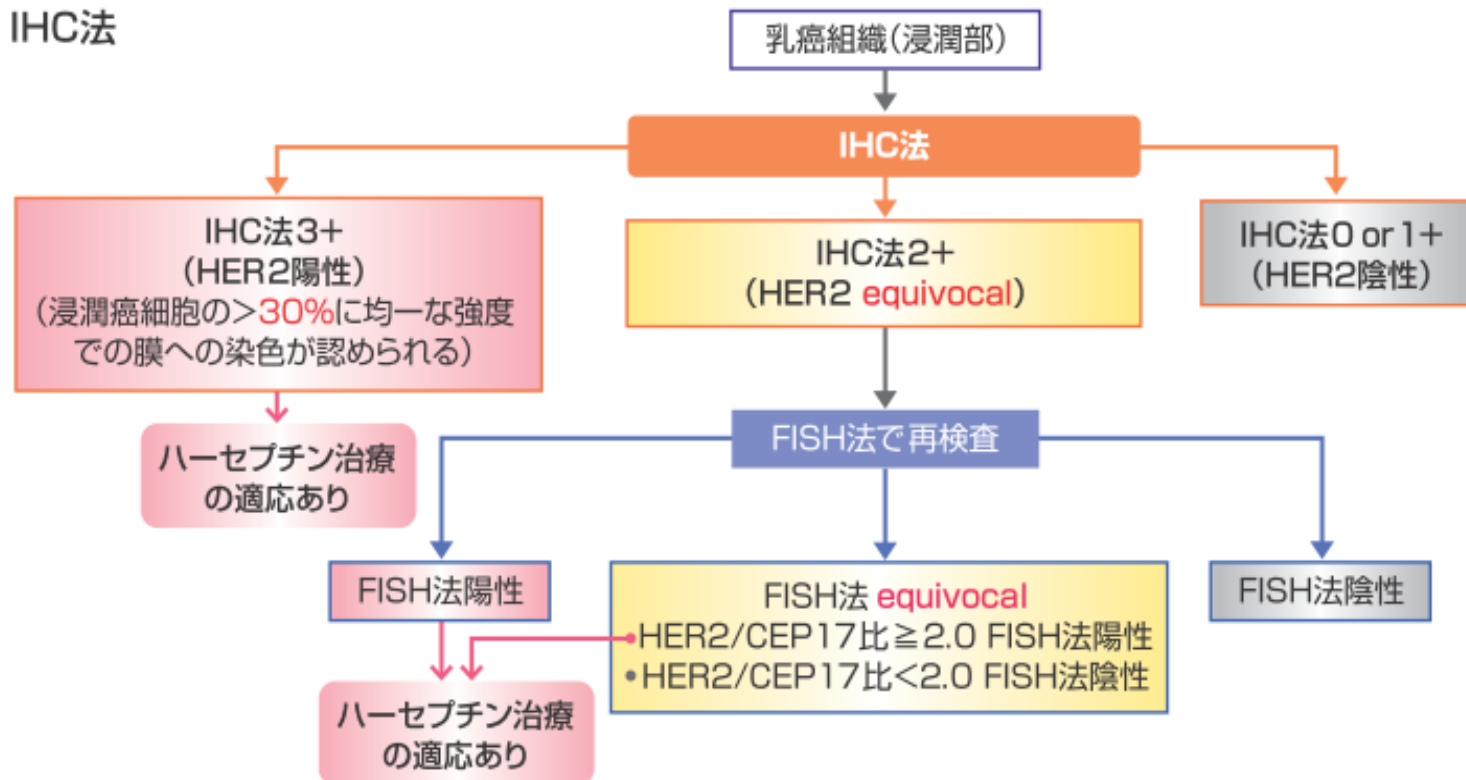 IHC法
乳癌組織(浸潤部)
IHC法
IHC法3+
(HER2陽性)
(浸潤癌細胞の>30%に均一な強度
での膜への染色が認められる)
IHC法2+
(HER2 equivocal)
IHC法0 or 1+
(HER2陰性)
ハーセプチン治療
の適応あり
FISH法で再検査
FISH法陽性
FISH法 equivocal
•HER2/CEP17比≧2.0 FISH法陽性
•HER2/CEP17比<2.0 FISH法陰性
FISH法陰性
ハーセプチン治療
の適応あり